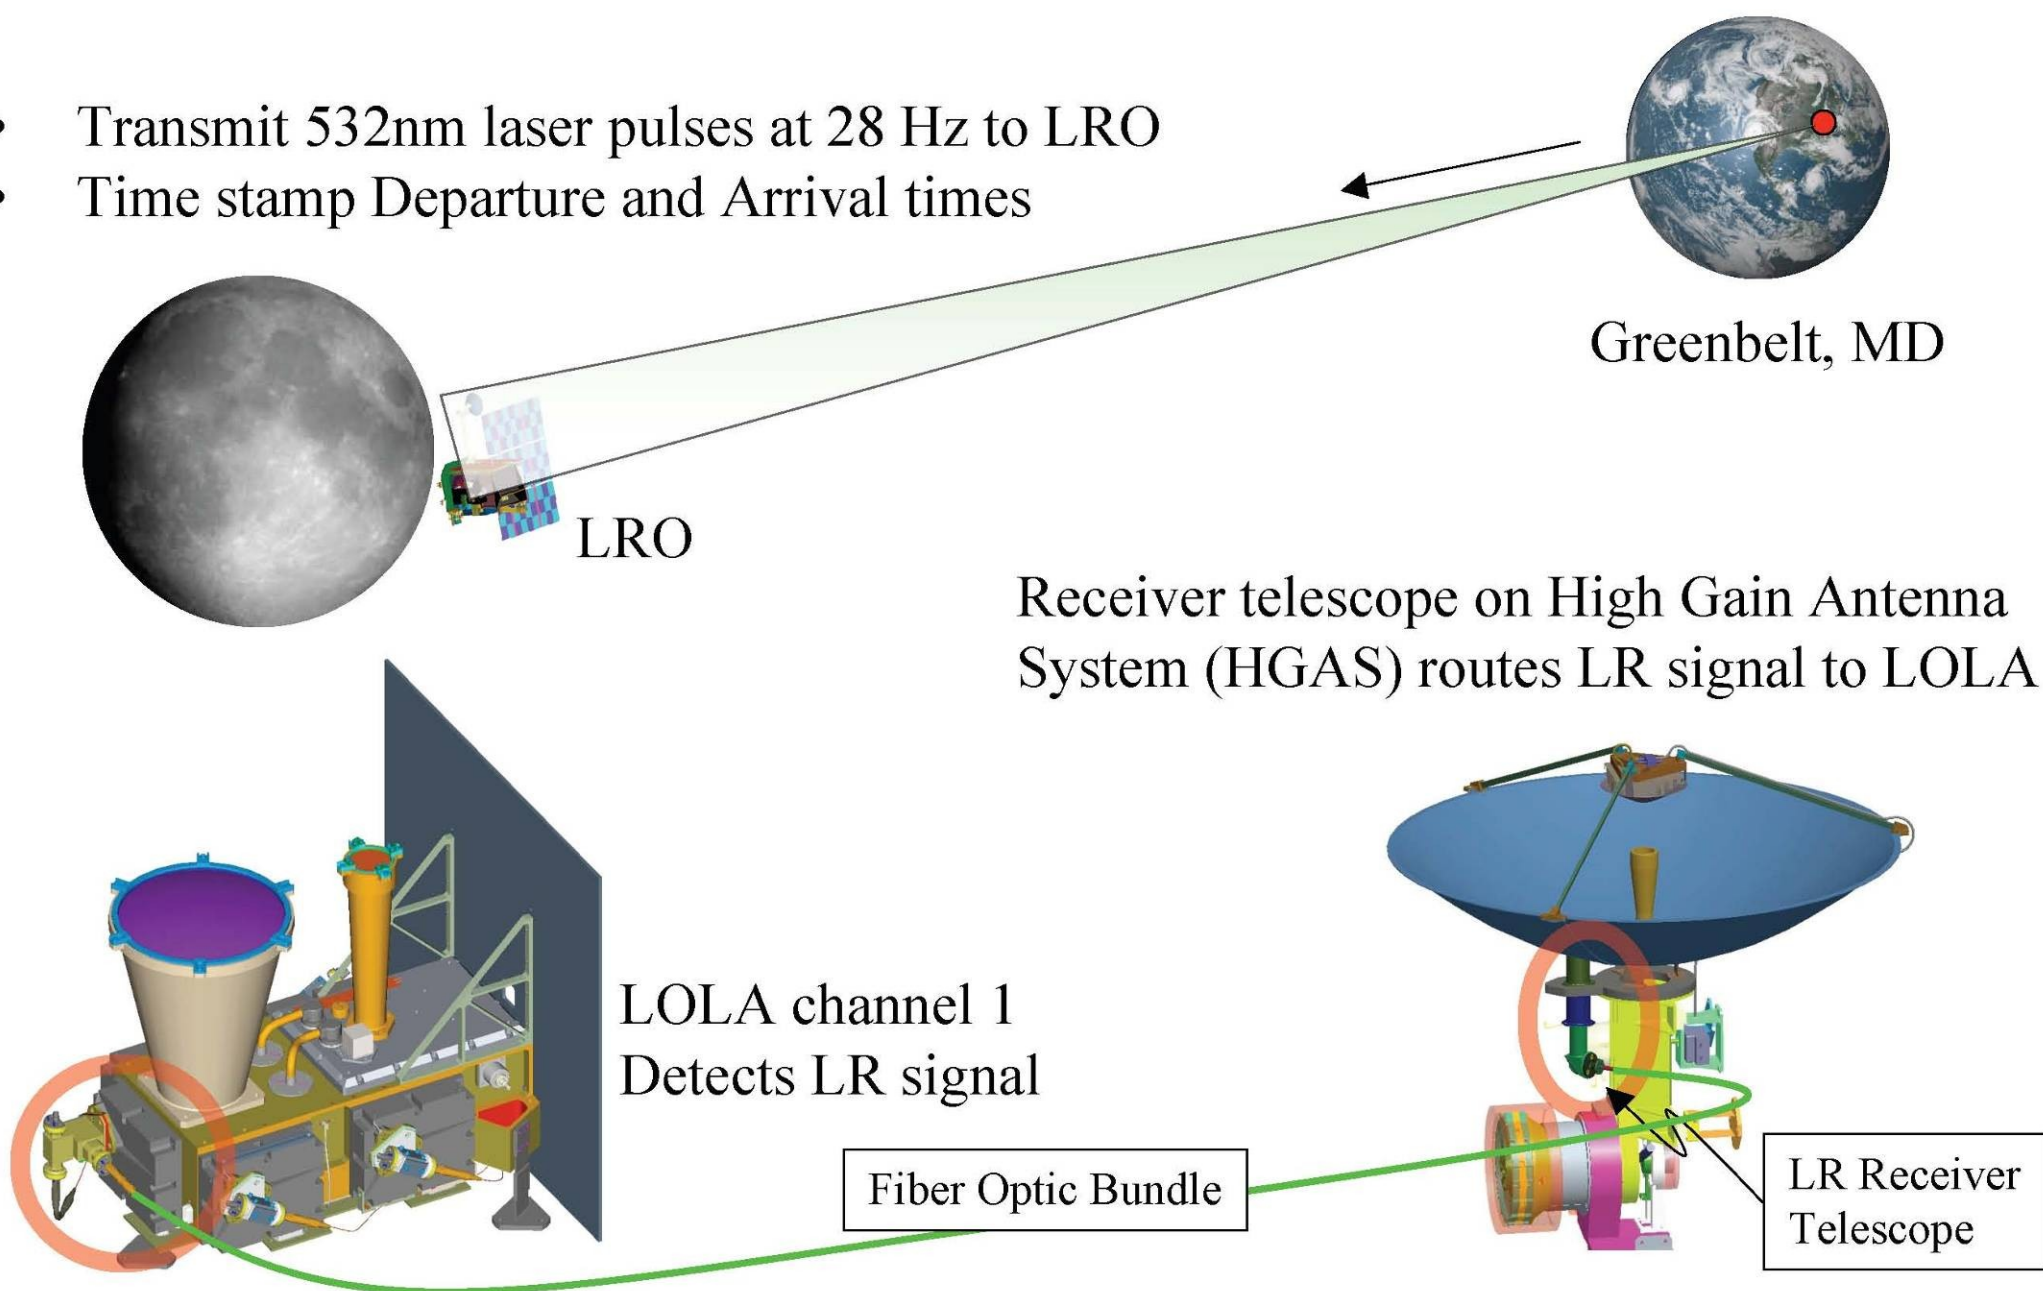 • Transmit 532nm laser pulses at 28 Hz to LRO
• Time stamp Departure and Arrival times
Greenbelt, MD
LRO
Receiver telescope on High Gain Antenna
System (HGAS) routes LR signal to LOLA
LOLA channel 1
Detects LR signal
Fiber Optic Bundle
LR Receiver
Telescope